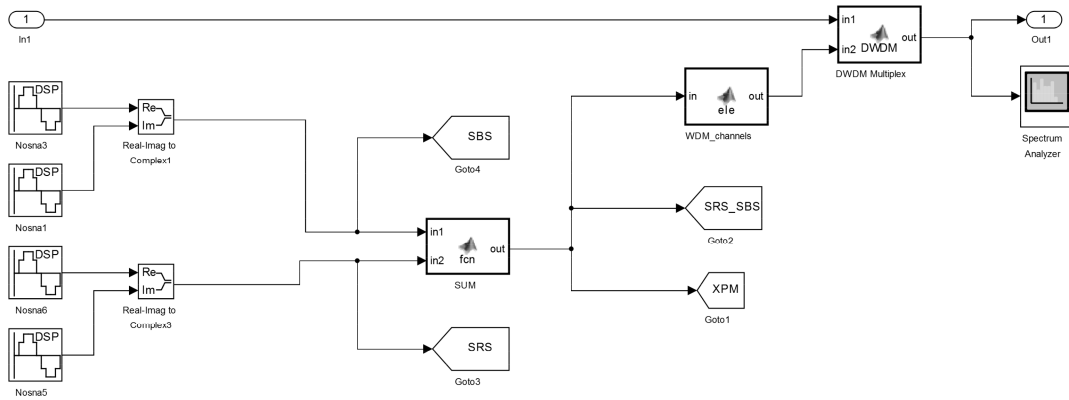 1
In1
in1
in2
out
DWDM
DWDM Multiplex
1
Out1
in
out
ele
WDM_channels
Spectrum
Analyzer
DSP
Nosna3
Re
Im
Real-Imag to
Complex1
DSP
Nosna1
SBS
Goto4
SRS_SBS
Goto2
in1
in2
out
fcn
SUM
DSP
Nosna6
Re
Im
Real-Imag to
Complex3
XPM
Goto1
DSP
Nosna5
SRS
Goto3